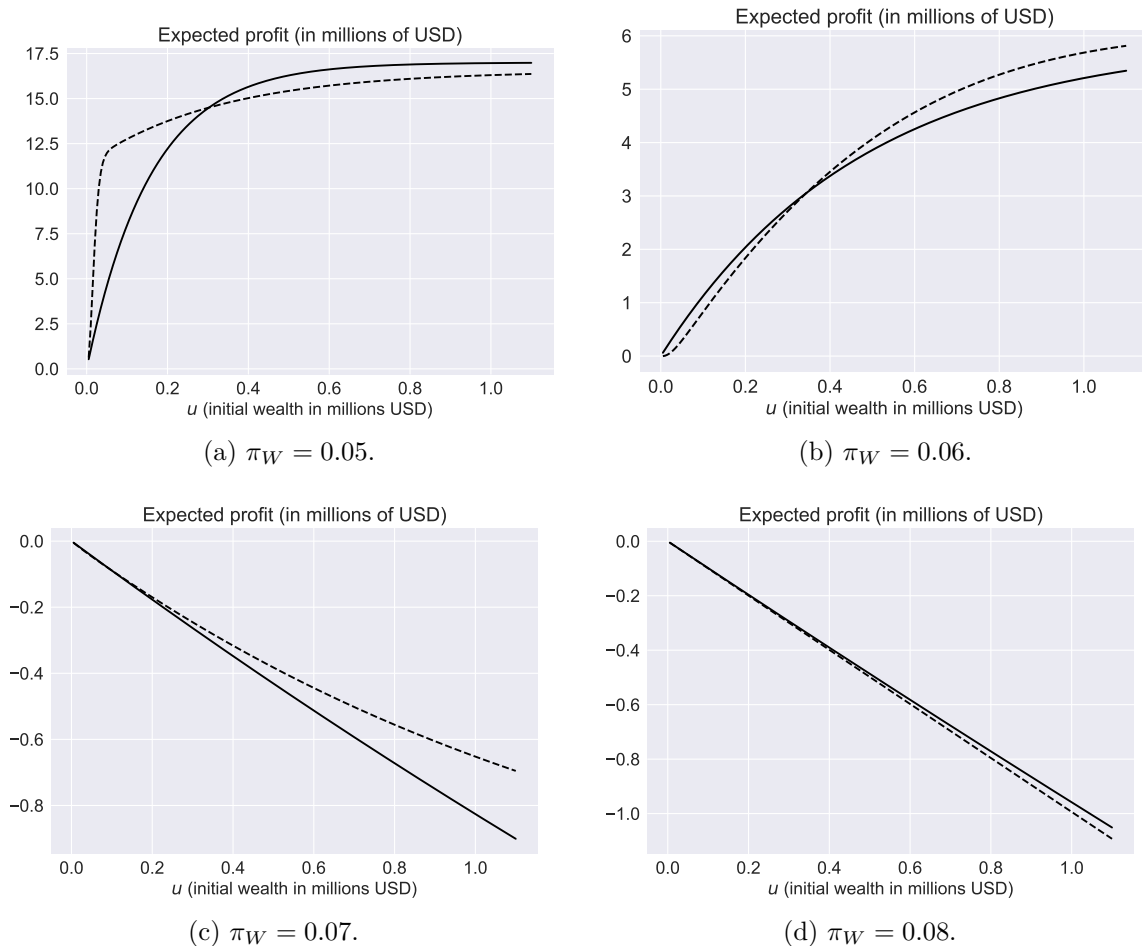 Expected profit (in millions of USD)
17.5
15.0
12.5
10.0
7.5
5.0
2.5
0.0
0.0 0.2 0.4 0.6 0.8 1.0
u (initial wealth in millions USD)
(a) π_W = 0.05.
Expected profit (in millions of USD)
6
5
4
3
2
1
0
0.0 0.2 0.4 0.6 0.8 1.0
u (initial wealth in millions USD)
(b) π_W = 0.06.
Expected profit (in millions of USD)
0.0
−0.2
−0.4
−0.6
−0.8
0.0 0.2 0.4 0.6 0.8 1.0
u (initial wealth in millions USD)
(c) π_W = 0.07.
Expected profit (in millions of USD)
0.0
−0.2
−0.4
−0.6
−0.8
−1.0
0.0 0.2 0.4 0.6 0.8 1.0
u (initial wealth in millions USD)
(d) π_W = 0.08.